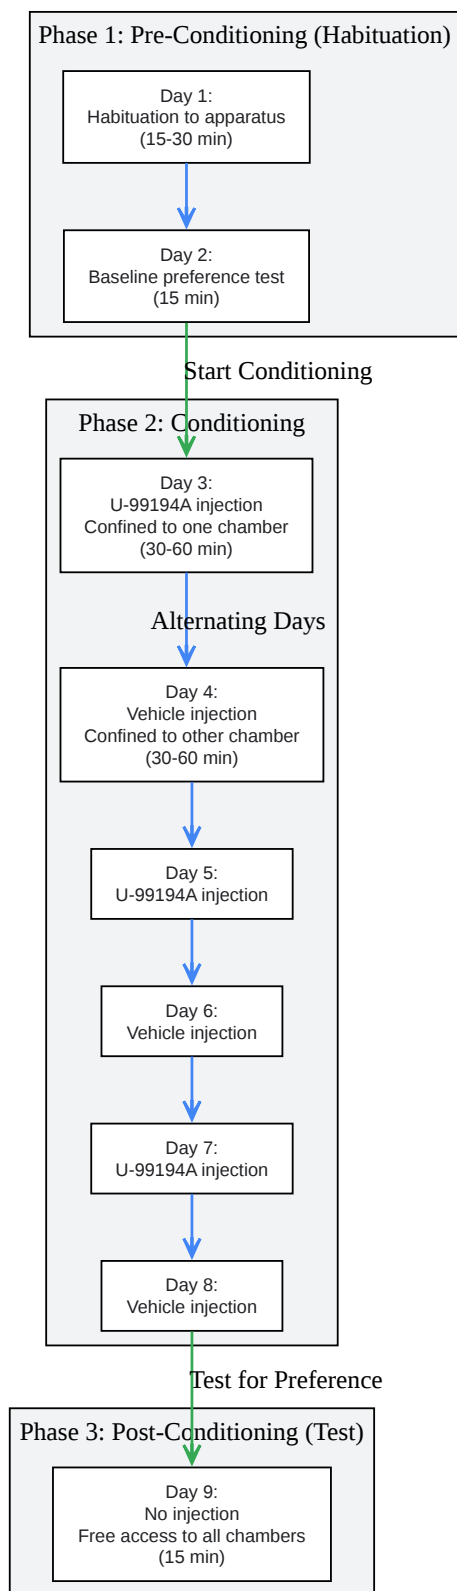 Phase 1: Pre-Conditioning (Habituation)
Day 1:
Habituation to apparatus
(15-30 min)
Day 2:
Baseline preference test
(15 min)
Start Conditioning
Phase 2: Conditioning
Day 3:
U-99194A injection
Confined to one chamber
(30-60 min)
Alternating Days
Day 4:
Vehicle injection
Confined to other chamber
(30-60 min)
Day 5:
U-99194A injection
Day 6:
Vehicle injection
Day 7:
U-99194A injection
Day 8:
Vehicle injection
Test for Preference
Phase 3: Post-Conditioning (Test)
Day 9:
No injection
Free access to all chambers
(15 min)